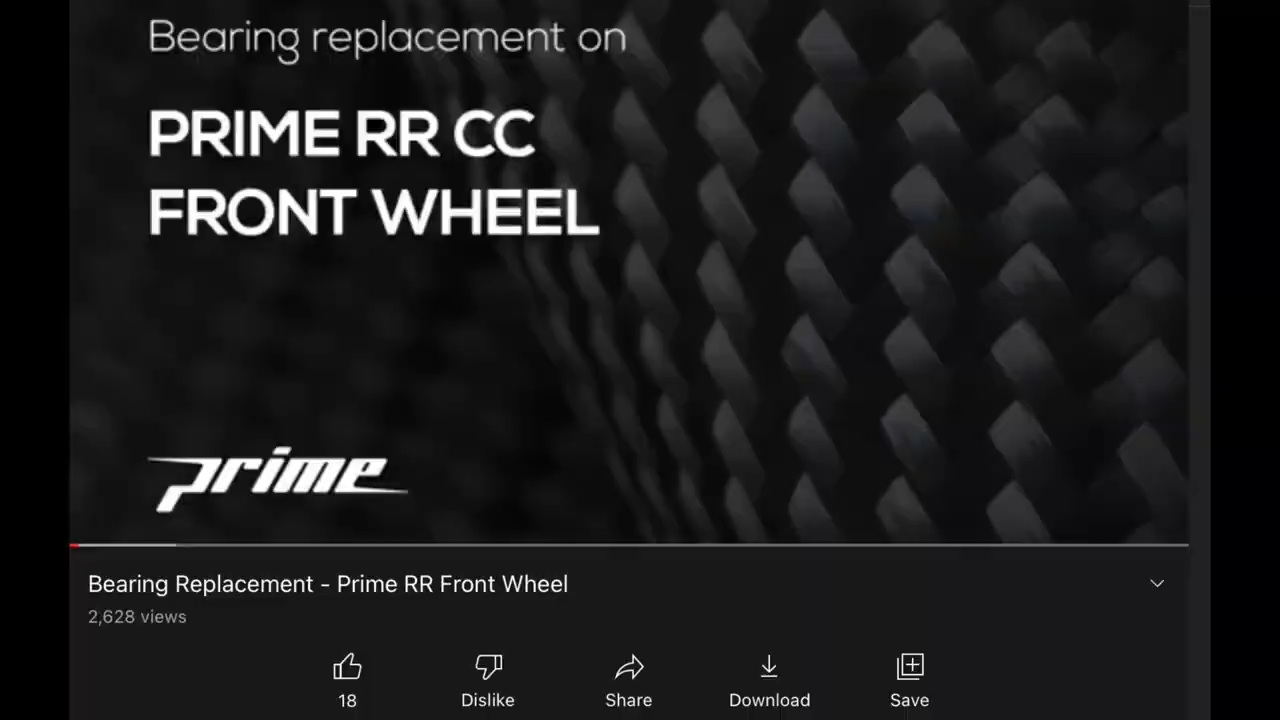 Bearing replacement on
PRIME RR CC
FRONT WHEEL
prime
Bearing Replacement - Prime RR Front Wheel
2,628 views
18
Dislike
Share
Download
Save